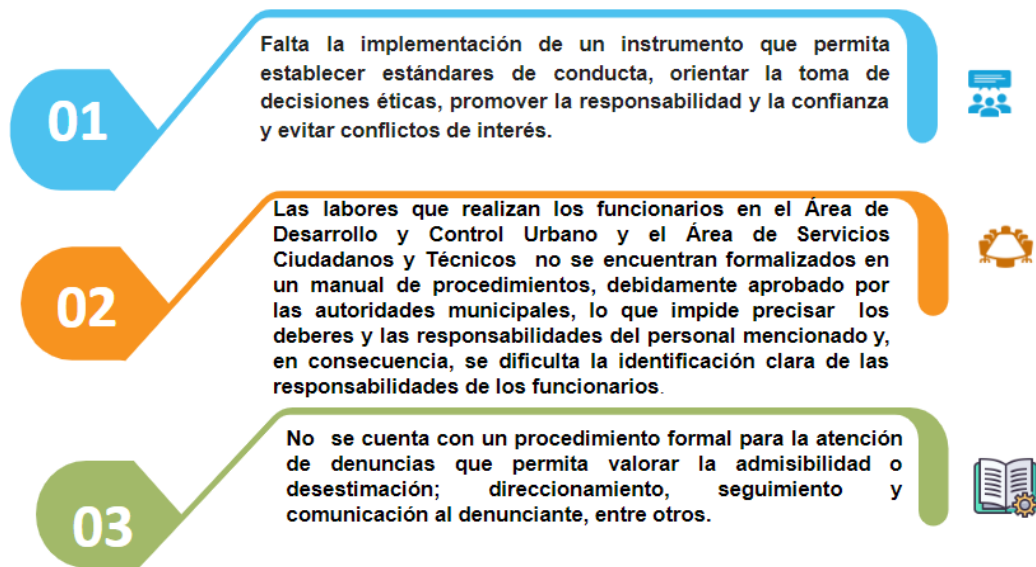 01
Falta la implementación de un instrumento que permita
establecer estándares de conducta, orientar la toma de
decisiones éticas, promover la responsabilidad y la confianza
y evitar conflictos de interés.
02
Las labores que realizan los funcionarios en el Área de
Desarrollo y Control Urbano y el Área de Servicios
Ciudadanos y Técnicos no se encuentran formalizados en
un manual de procedimientos, debidamente aprobado por
las autoridades municipales, lo que impide precisar los
deberes y las responsabilidades del personal mencionado y,
en consecuencia, se dificulta la identificación clara de las
responsabilidades de los funcionarios.
03
No se cuenta con un procedimiento formal para la atención
de denuncias que permita valorar la admisibilidad o
desestimación; direccionamiento, seguimiento y
comunicación al denunciante, entre otros.